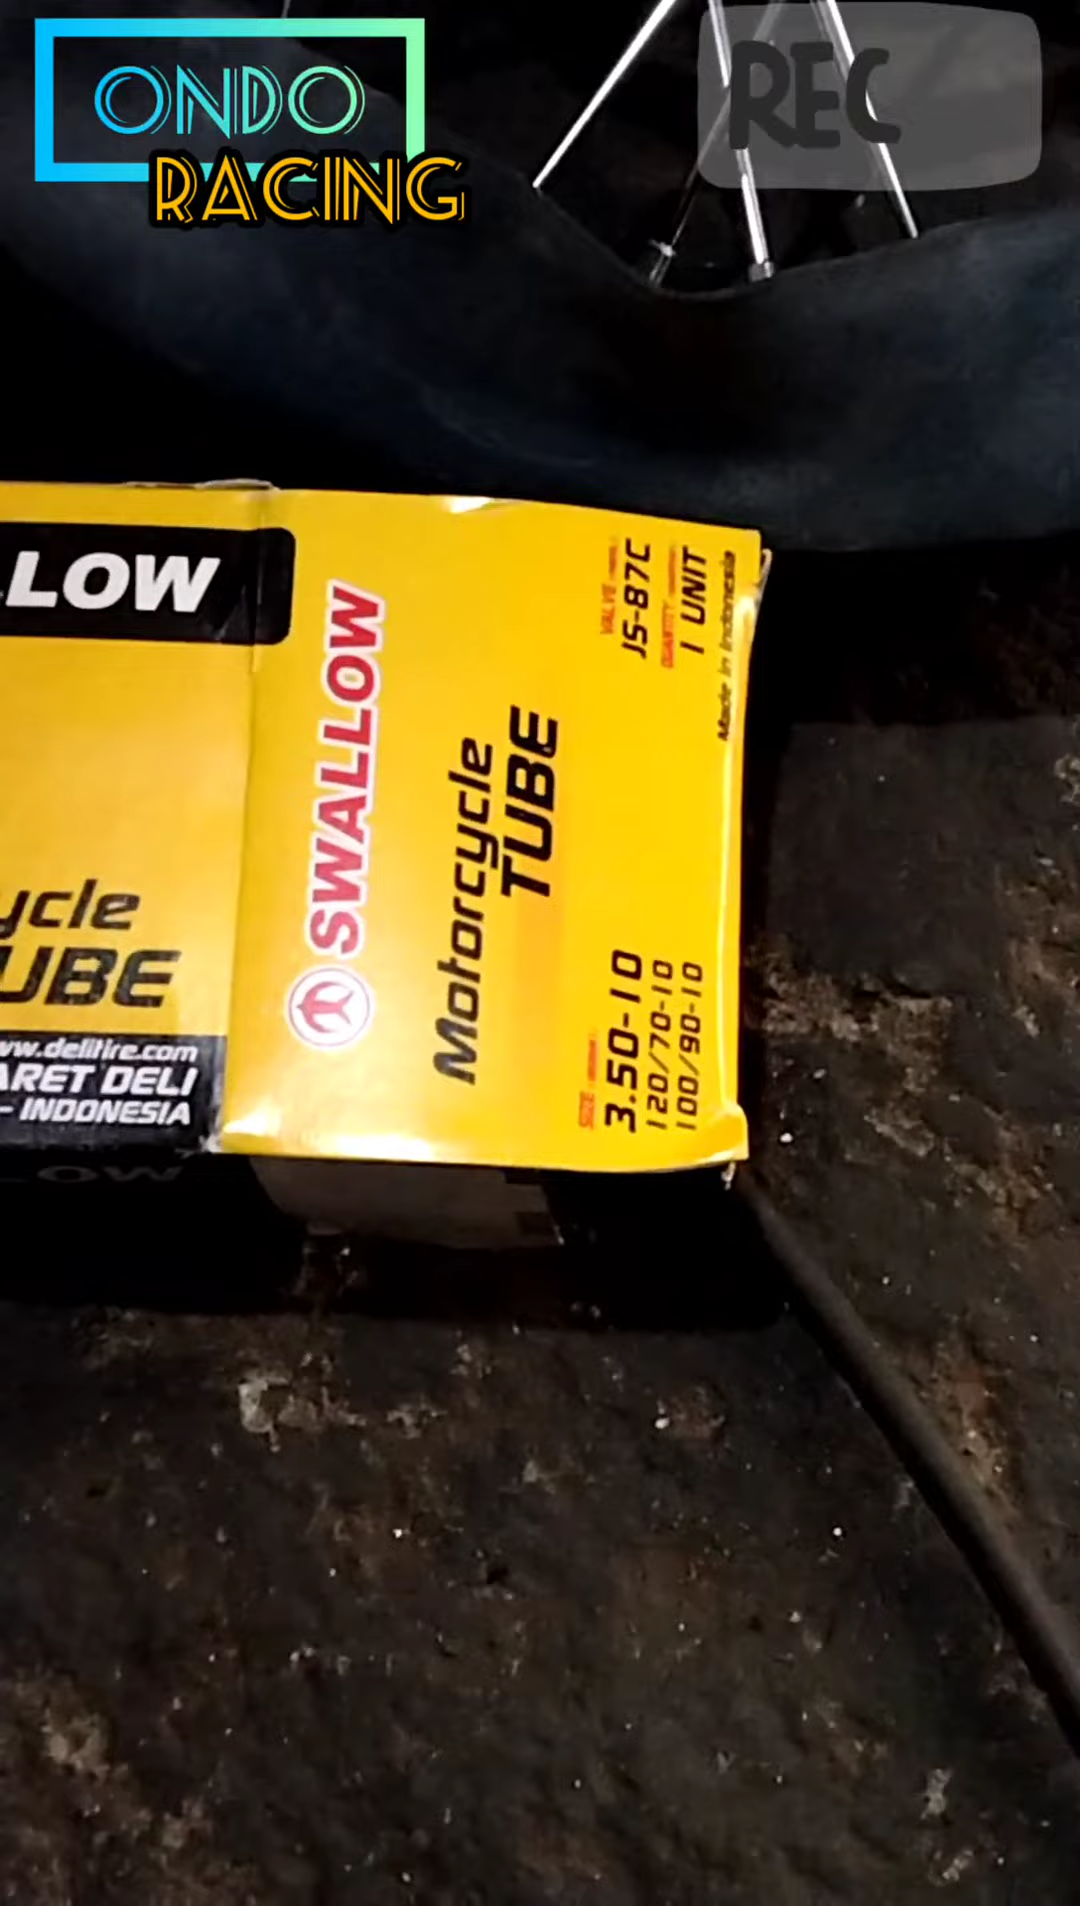 ONDO
RACING
REC
LOW
ycle
UBE
ww.delitire.com
ARET DELI
- INDONESIA
SWALLOW
Motorcycle
TUBE
SIZE
3.50-10
120/70-10
100/90-10
VALVE
JS-87C
QUANTITY
1 UNIT
Made in Indonesia
LOW